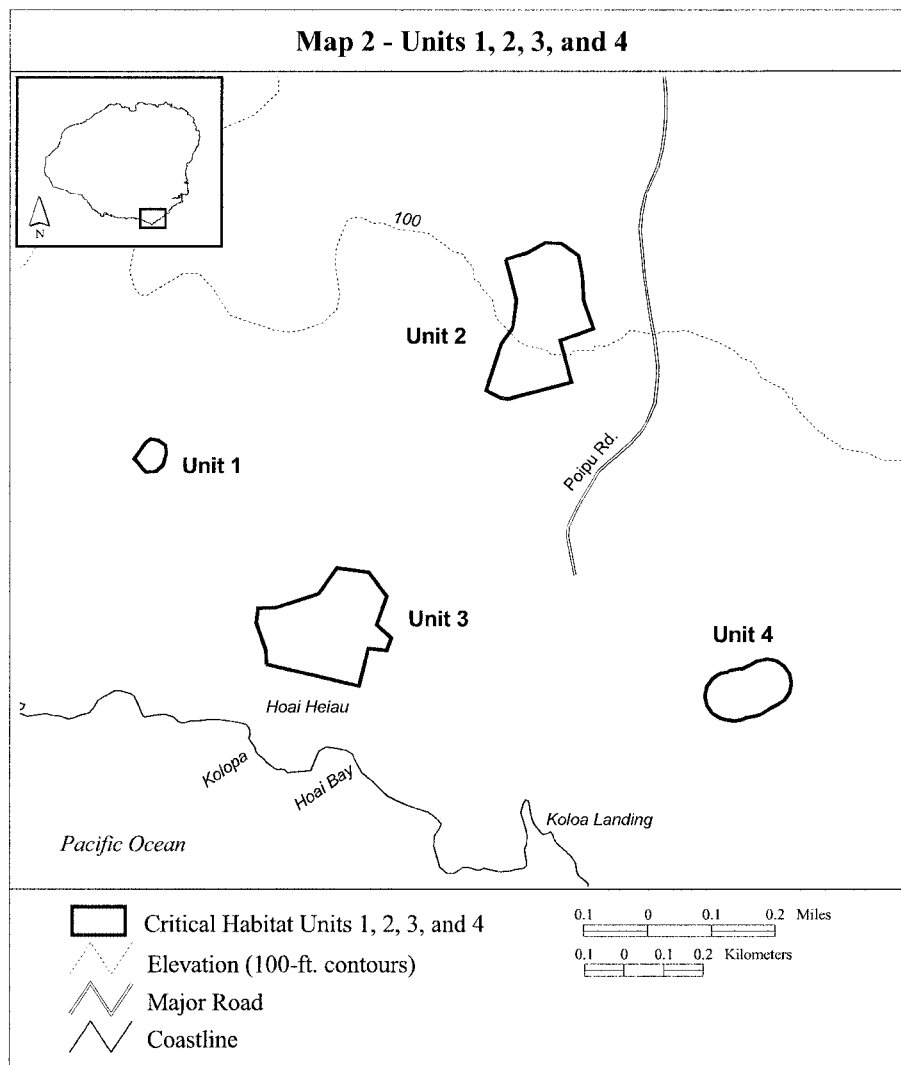 Map 2 - Units 1, 2, 3, and 4
N
100
Unit 2
Poipu Rd.
Unit 1
Unit 3
Unit 4
Hoai Heiau
Kolopa
Hoai Bay
Koloa Landing
Pacific Ocean
Critical Habitat Units 1, 2, 3, and 4
Elevation (100-ft. contours)
Major Road
Coastline
0.1 0 0.1 0.2 Miles
0.1 0 0.1 0.2 Kilometers